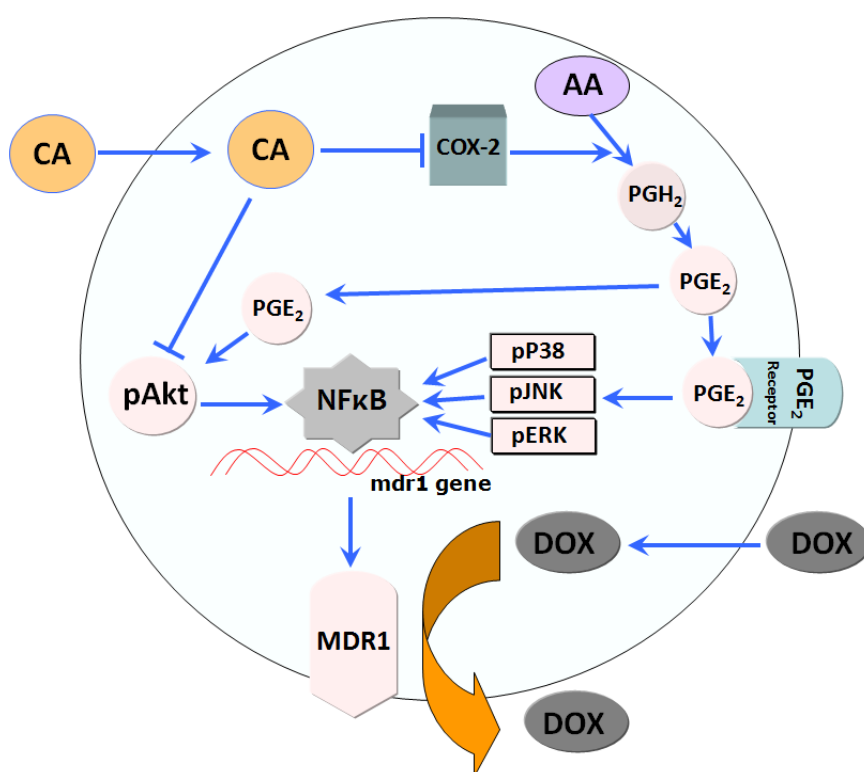 AA
CA
CA
COX-2
PGH₂
PGE₂
PGE₂
pP38
pAkt
NFκB
pJNK
PGE₂
PGE₂
Receptor
pERK
mdr1 gene
DOX
DOX
MDR1
DOX